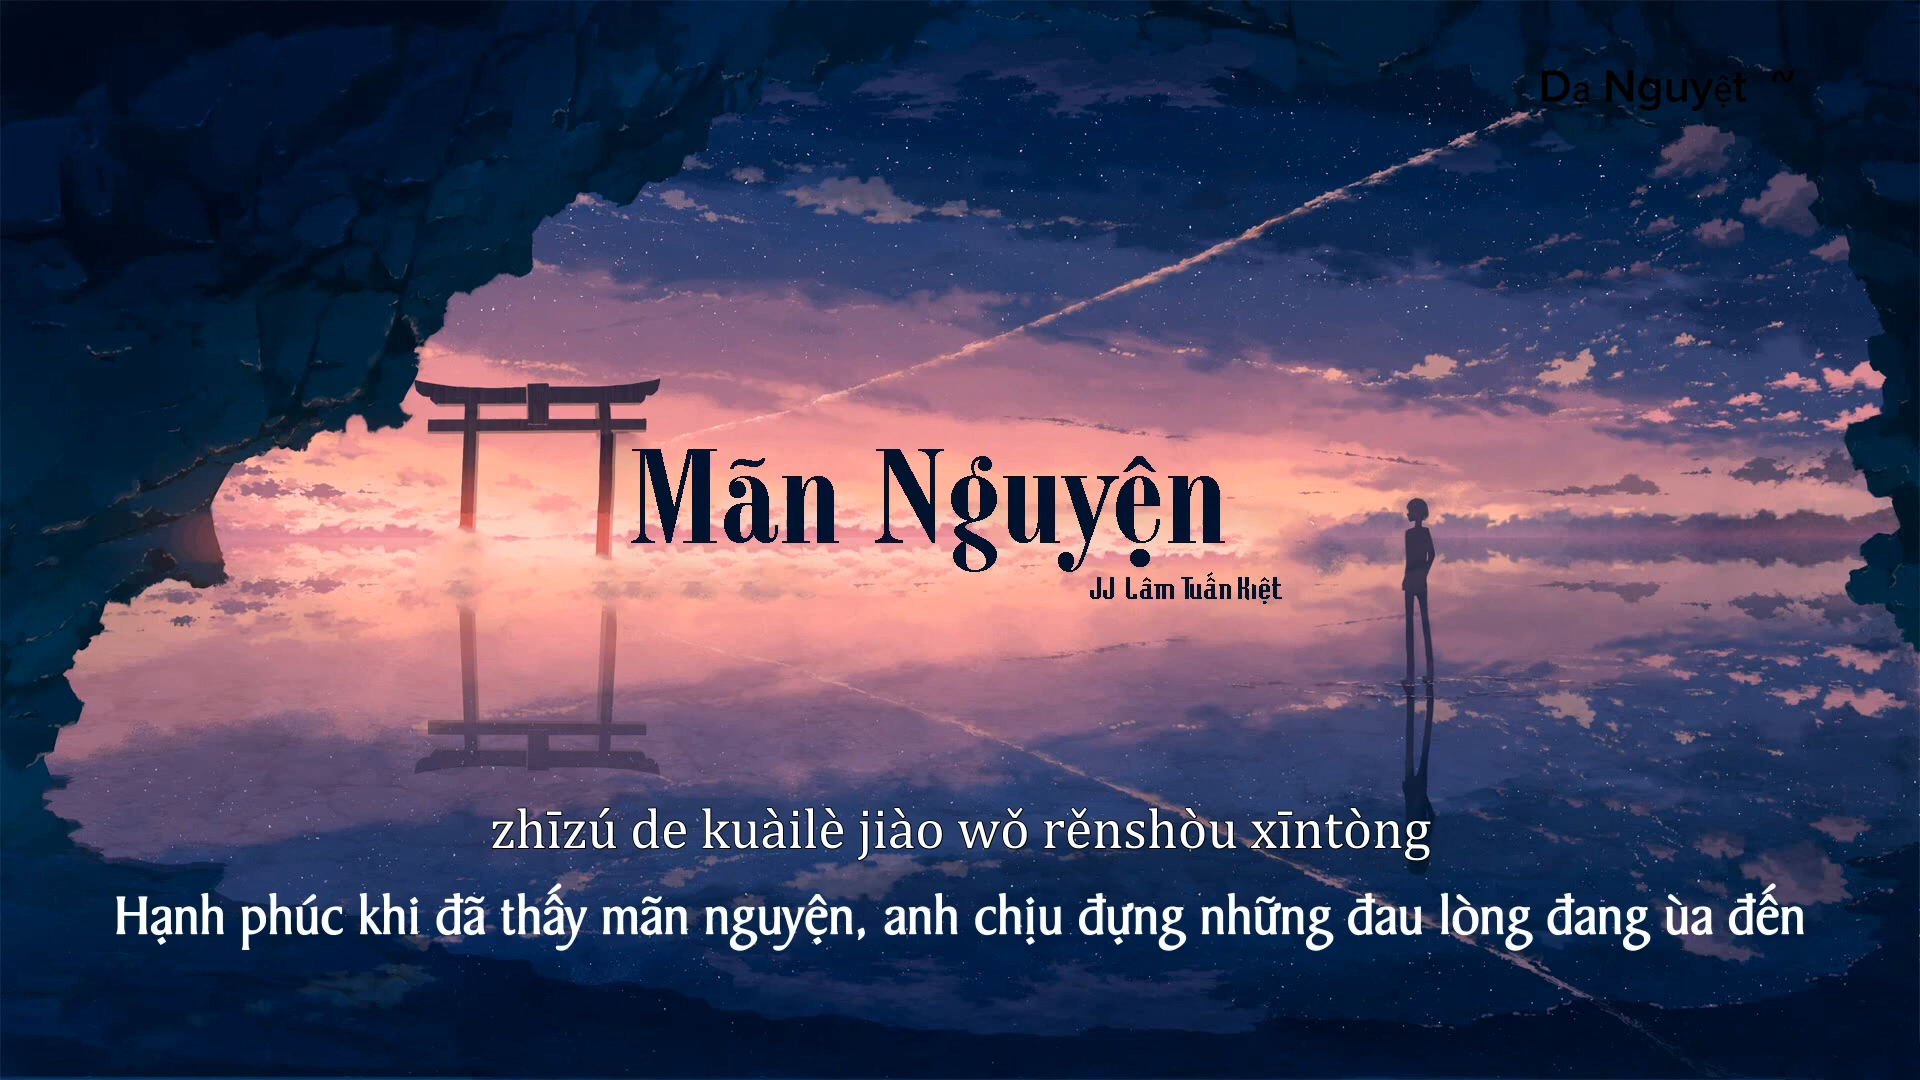 Dạ Nguyệt ~
Mãn Nguyện
JJ Lâm Tuấn Kiệt
zhīzú de kuàilè jiào wǒ rěnshòu xīntòng
Hạnh phúc khi đã thấy mãn nguyện, anh chịu đựng những đau lòng đang ùa đến